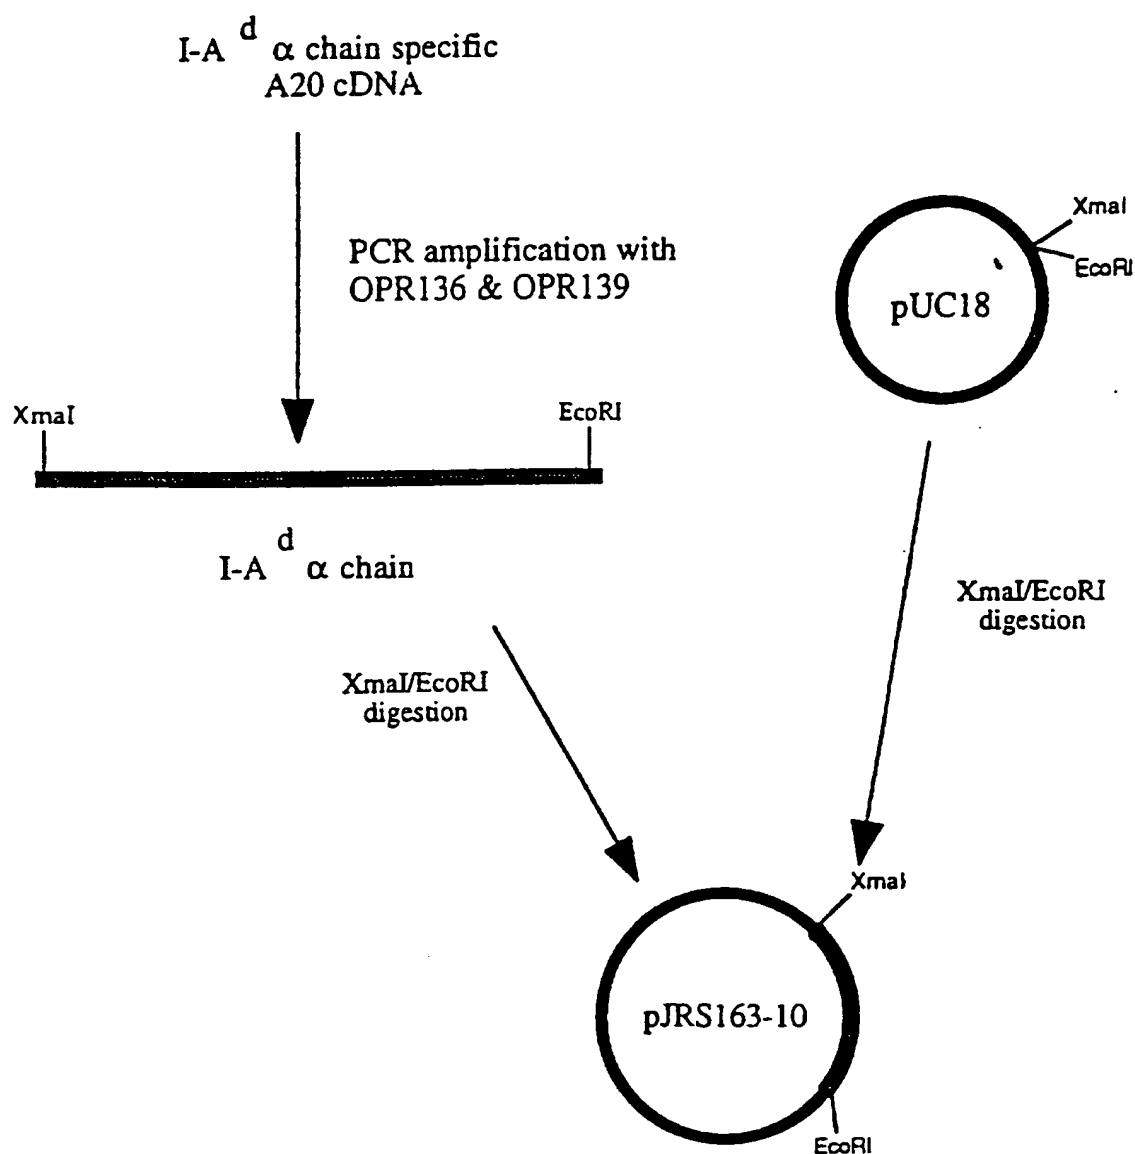 I-A d α chain specific
A20 cDNA
PCR amplification with
OPR136 & OPR139
XmaI
EcoRI
pUC18
XmaI
EcoRI
I-A d α chain
XmaI/EcoRI
digestion
XmaI/EcoRI
digestion
XmaI
pJRS163-10
EcoRI